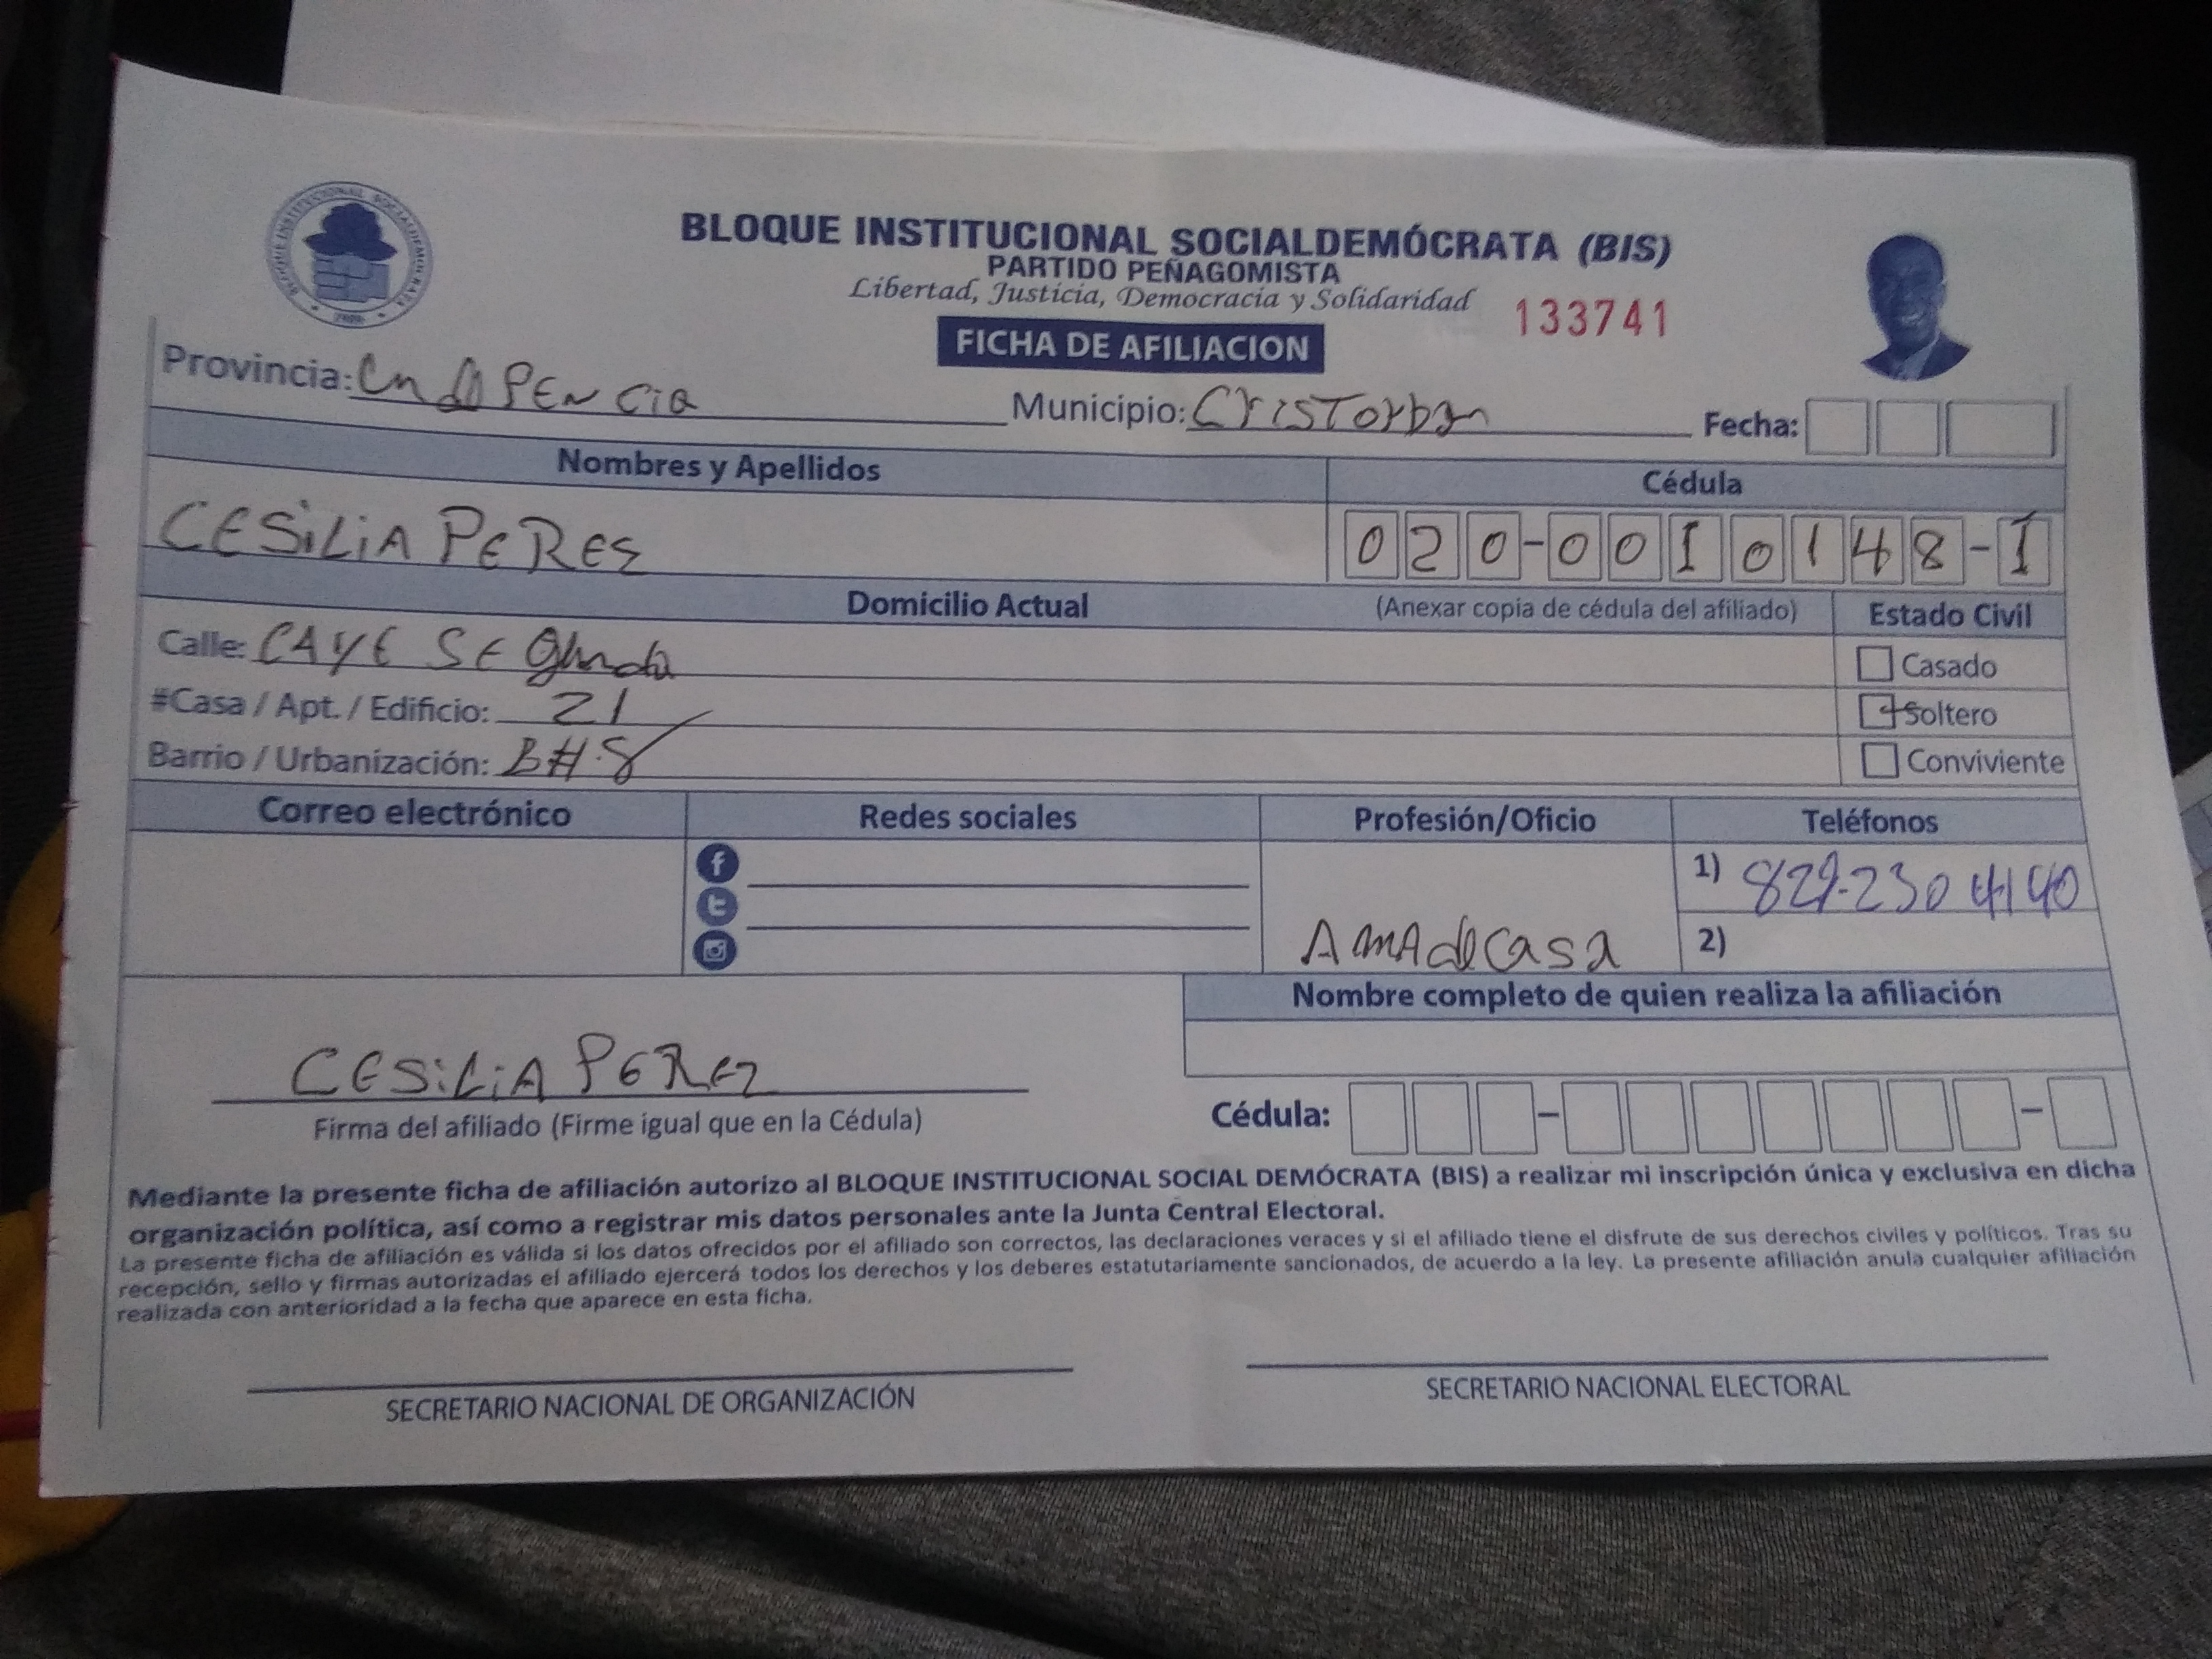 BLOQUE INSTITUCIONAL SOCIALDEMOCRATA
BLOQUE INSTITUCIONAL SOCIALDEMÓCRATA (BIS)
PARTIDO PEÑAGOMISTA
Libertad, Justicia, Democracia y Solidaridad
133741
FICHA DE AFILIACION
Provincia: Municipio: CrisTorban Fecha:
Nombres y Apellidos Cédula
CESiLiA PERES 020-0010148-1
Domicilio Actual (Anexar copia de cédula del afiliado) Estado Civil
Calle: CAYE SEGunda
Casado
#Casa / Apt. / Edificio: 21
Soltero
Barrio / Urbanización: B#.8
Conviviente
Correo electrónico Redes sociales Profesión/Oficio Teléfonos
1) 829-230 4140
AMA de Casa
2)
Nombre completo de quien realiza la afiliación
CESiLiA PEREZ
Firma del afiliado (Firme igual que en la Cédula)
Cédula: - -
Mediante la presente ficha de afiliación autorizo al BLOQUE INSTITUCIONAL SOCIAL DEMÓCRATA (BIS) a realizar mi inscripción única y exclusiva en dicha
organización política, así como a registrar mis datos personales ante la Junta Central Electoral.
La presente ficha de afiliación es válida si los datos ofrecidos por el afiliado son correctos, las declaraciones veraces y si el afiliado tiene el disfrute de sus derechos civiles y políticos. Tras su
recepción, sello y firmas autorizadas el afiliado ejercerá todos los derechos y los deberes estatutariamente sancionados, de acuerdo a la ley. La presente afiliación anula cualquier afiliación
realizada con anterioridad a la fecha que aparece en esta ficha.
SECRETARIO NACIONAL DE ORGANIZACIÓN
SECRETARIO NACIONAL ELECTORAL